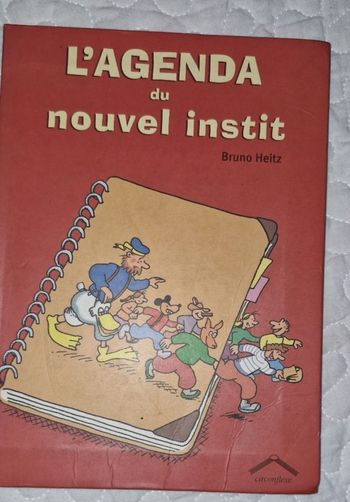 L'AGENDA
du
nouvel instit
Bruno Heitz
circonflexe